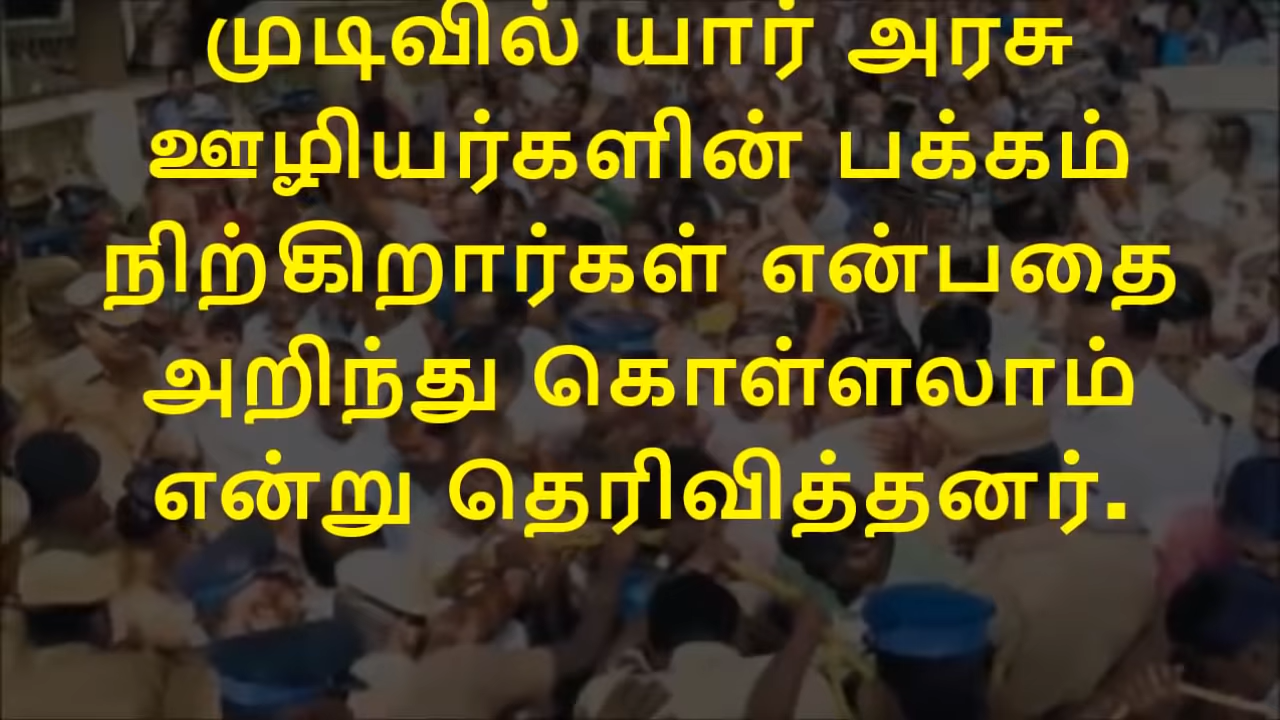 முடிவில் யார் அரசு
ஊழியர்களின் பக்கம்
நிற்கிறார்கள் என்பதை
அறிந்து கொள்ளலாம்
என்று தெரிவித்தனர்.